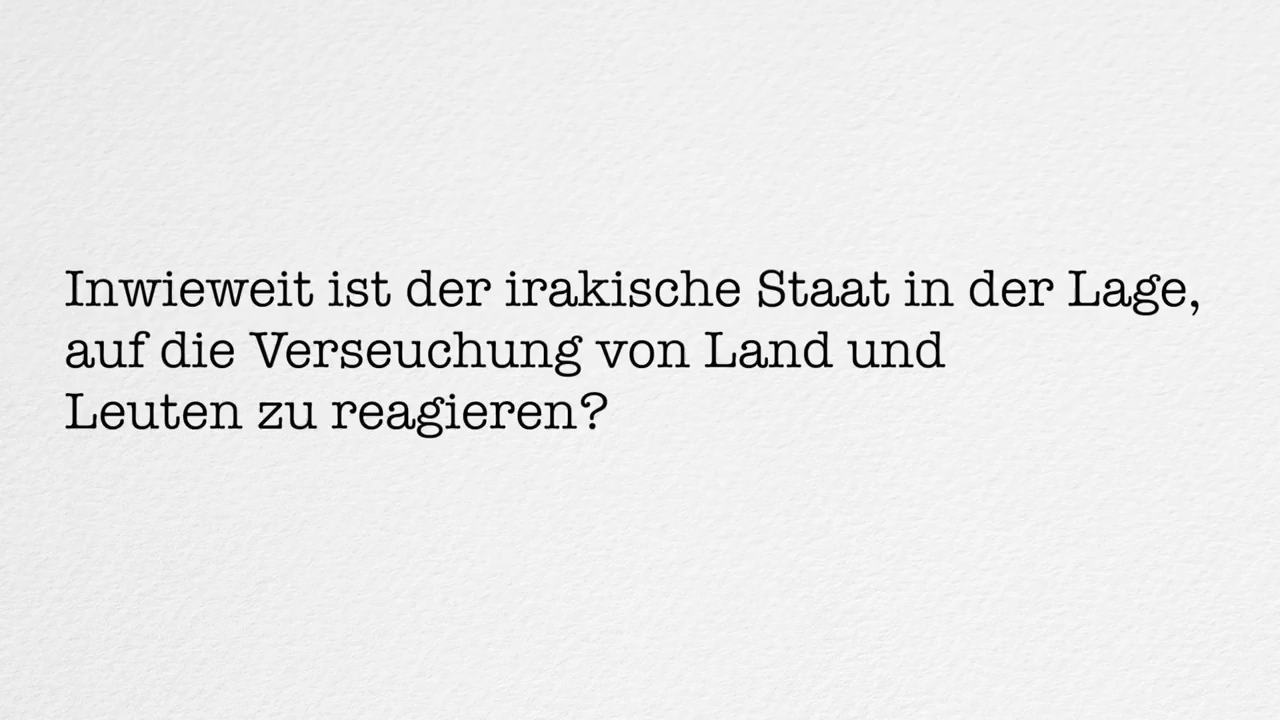 Inwieweit ist der irakische Staat in der Lage,
auf die Verseuchung von Land und
Leuten zu reagieren?